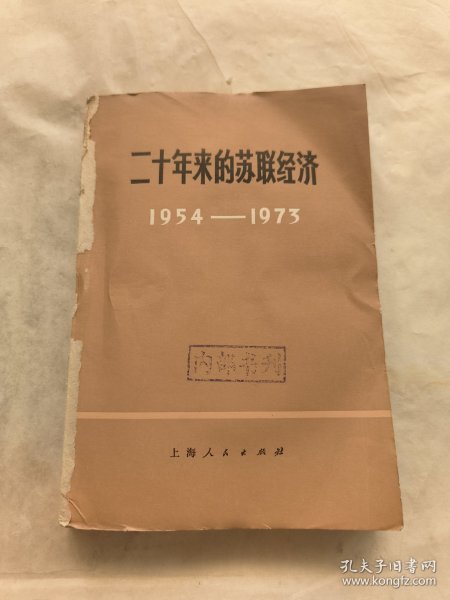 二十年来的苏联经济
1954——1973
内部书刊
上海人民出版社
孔夫子旧书网
www.kongfz.com